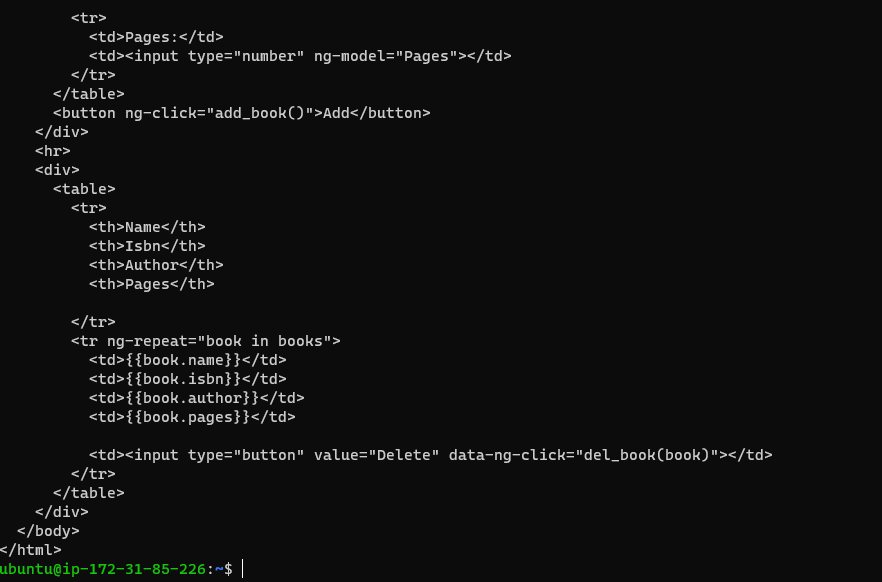 <tr>
<td>Pages:</td>
<td><input type="number" ng-model="Pages"></td>
</tr>
</table>
<button ng-click="add_book()">Add</button>
</div>
<hr>
<div>
<table>
<tr>
<th>Name</th>
<th>Isbn</th>
<th>Author</th>
<th>Pages</th>
</tr>
<tr ng-repeat="book in books">
<td>{{book.name}}</td>
<td>{{book.isbn}}</td>
<td>{{book.author}}</td>
<td>{{book.pages}}</td>
<td><input type="button" value="Delete" data-ng-click="del_book(book)"></td>
</tr>
</table>
</div>
</body>
</html>
ubuntu@ip-172-31-85-226:~$